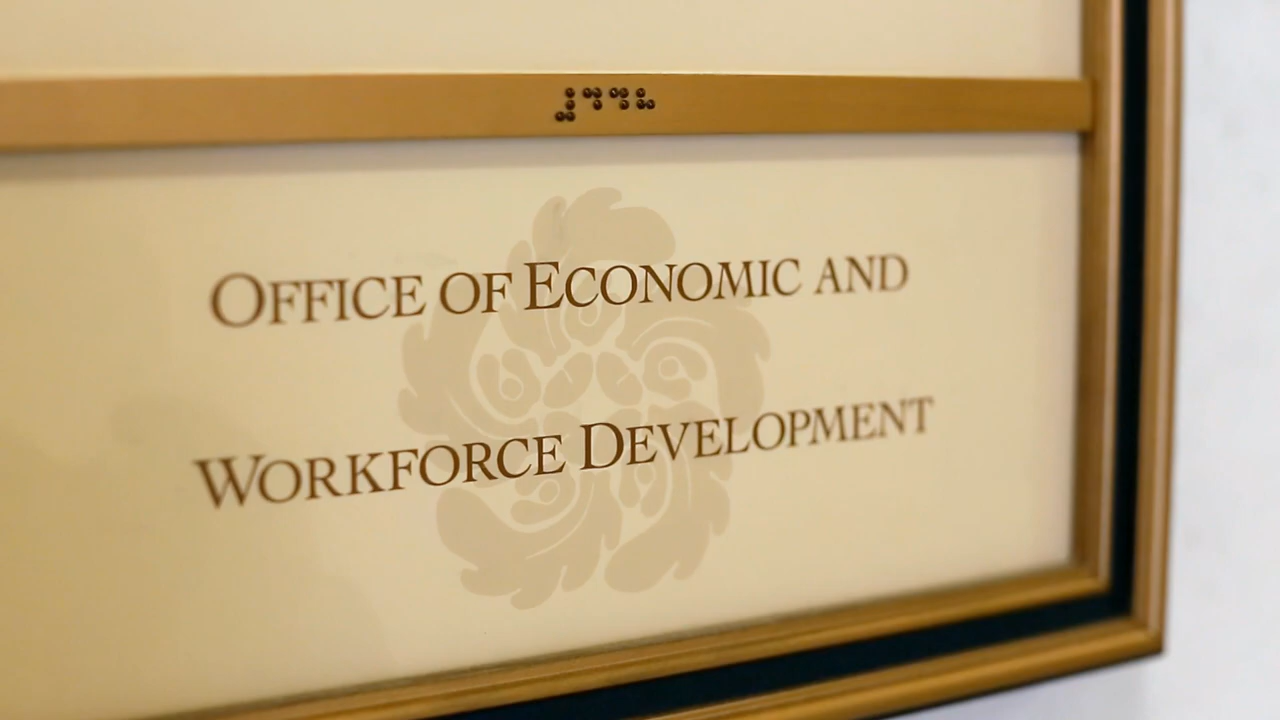 ⠼⠙⠙⠓
OFFICE OF ECONOMIC AND
WORKFORCE DEVELOPMENT